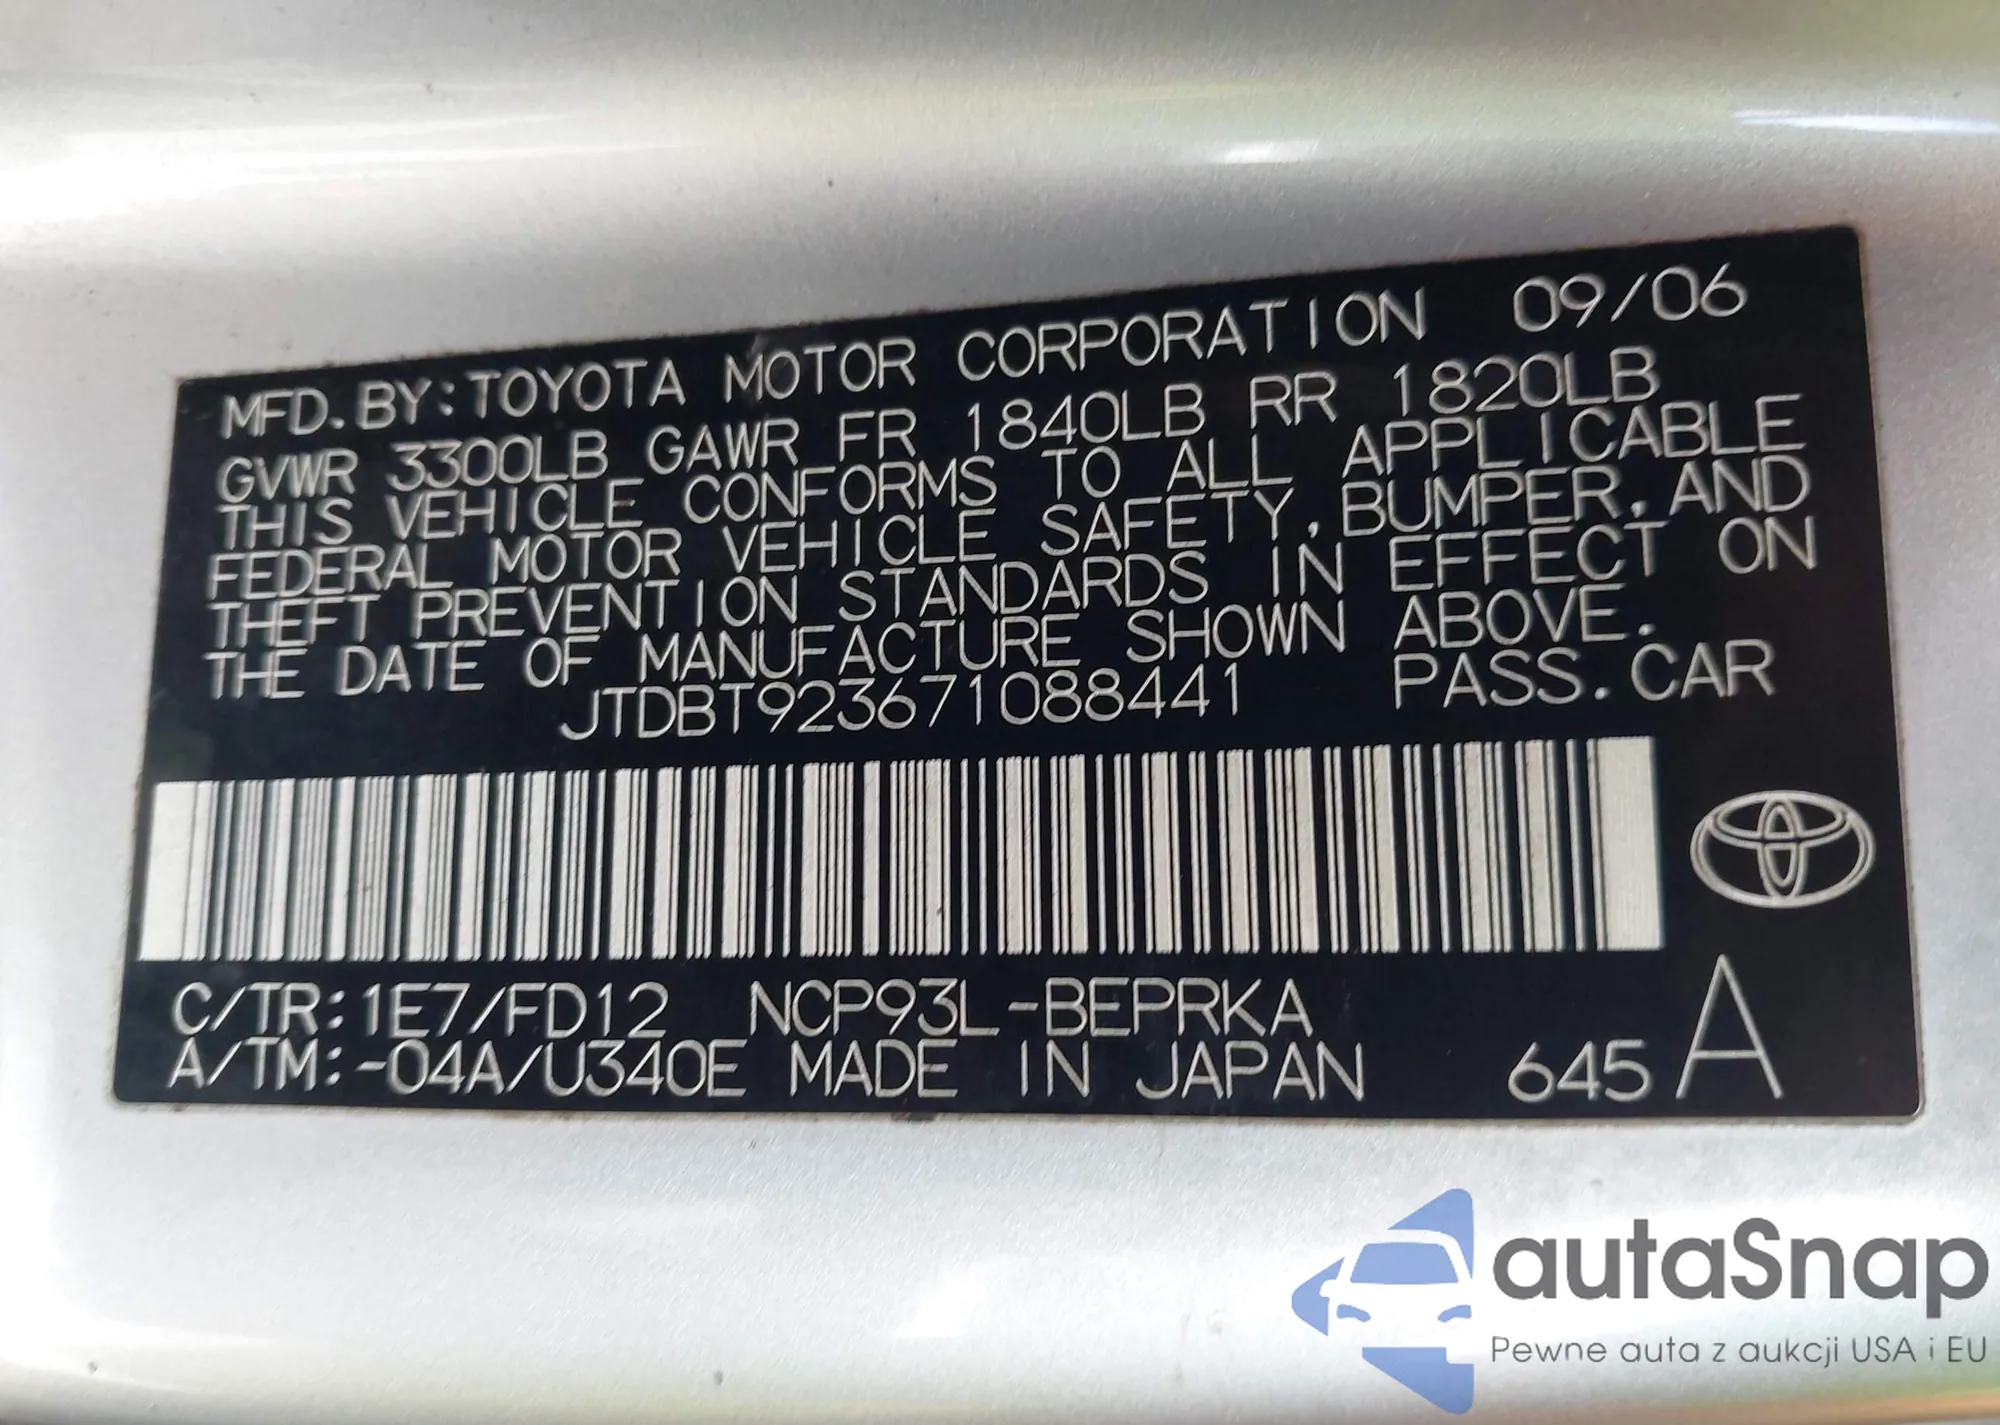 MFD.BY:TOYOTA MOTOR CORPORATION 09/06
GVWR 3300LB GAWR FR 1840LB RR 1820LB
THIS VEHICLE CONFORMS TO ALL APPLICABLE
FEDERAL MOTOR VEHICLE SAFETY, BUMPER, AND
THEFT PREVENTION STANDARDS IN EFFECT ON
THE DATE OF MANUFACTURE SHOWN ABOVE.
JTDBT923671088441 PASS.CAR
C/TR:1E7/FD12 NCP93L-BEPRKA
A/TM:-04A/U340E MADE IN JAPAN 645 A
autaSnap
Pewne auta z aukcji USA i EU